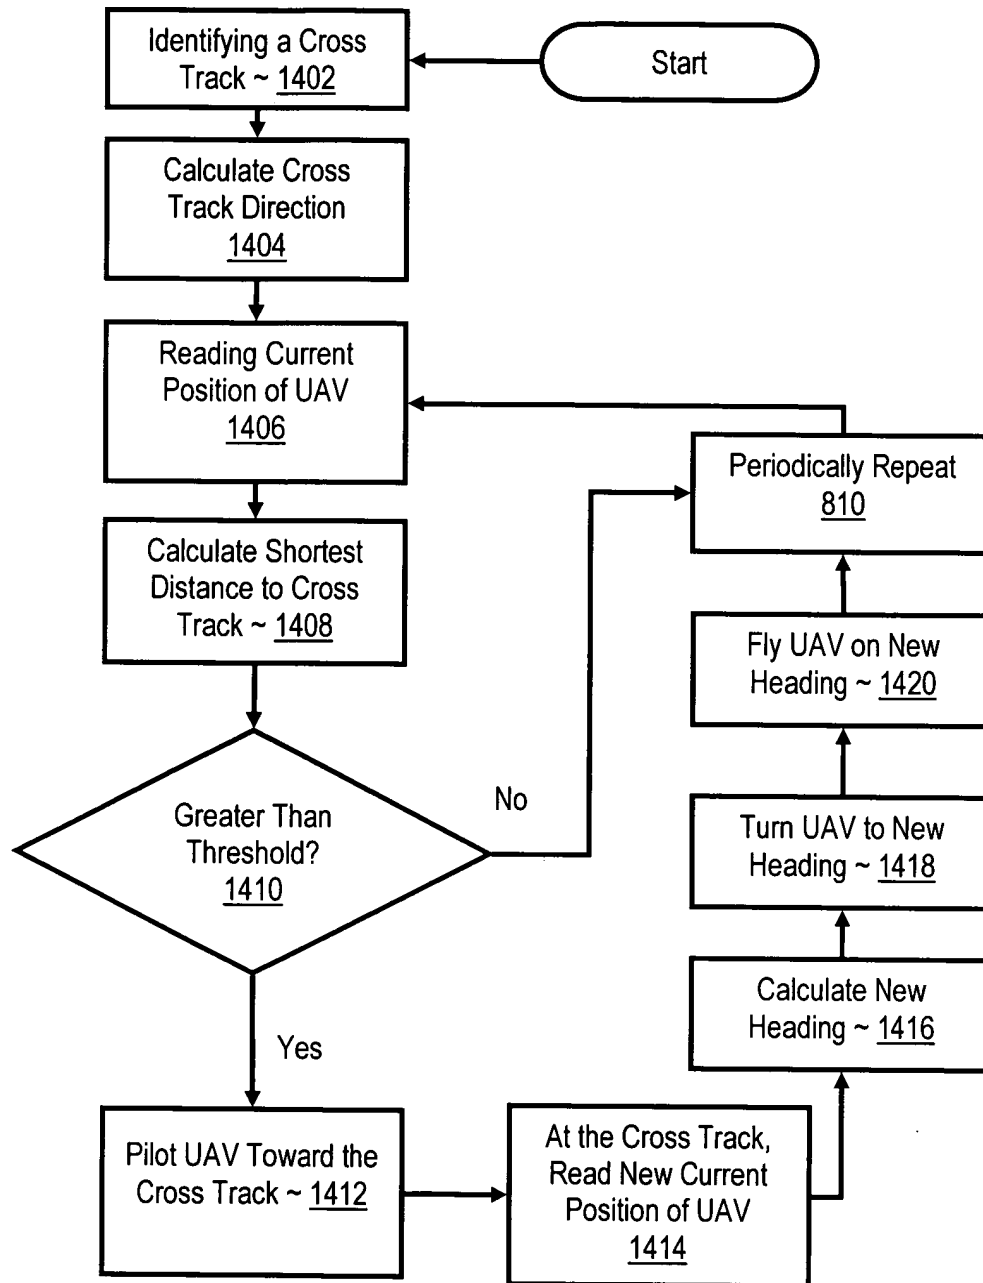 Start
Identifying a Cross
Track ~ 1402
Calculate Cross
Track Direction
1404
Reading Current
Position of UAV
1406
Calculate Shortest
Distance to Cross
Track ~ 1408
Greater Than
Threshold?
1410
No
Yes
Pilot UAV Toward the
Cross Track ~ 1412
At the Cross Track,
Read New Current
Position of UAV
1414
Calculate New
Heading ~ 1416
Turn UAV to New
Heading ~ 1418
Fly UAV on New
Heading ~ 1420
Periodically Repeat
810